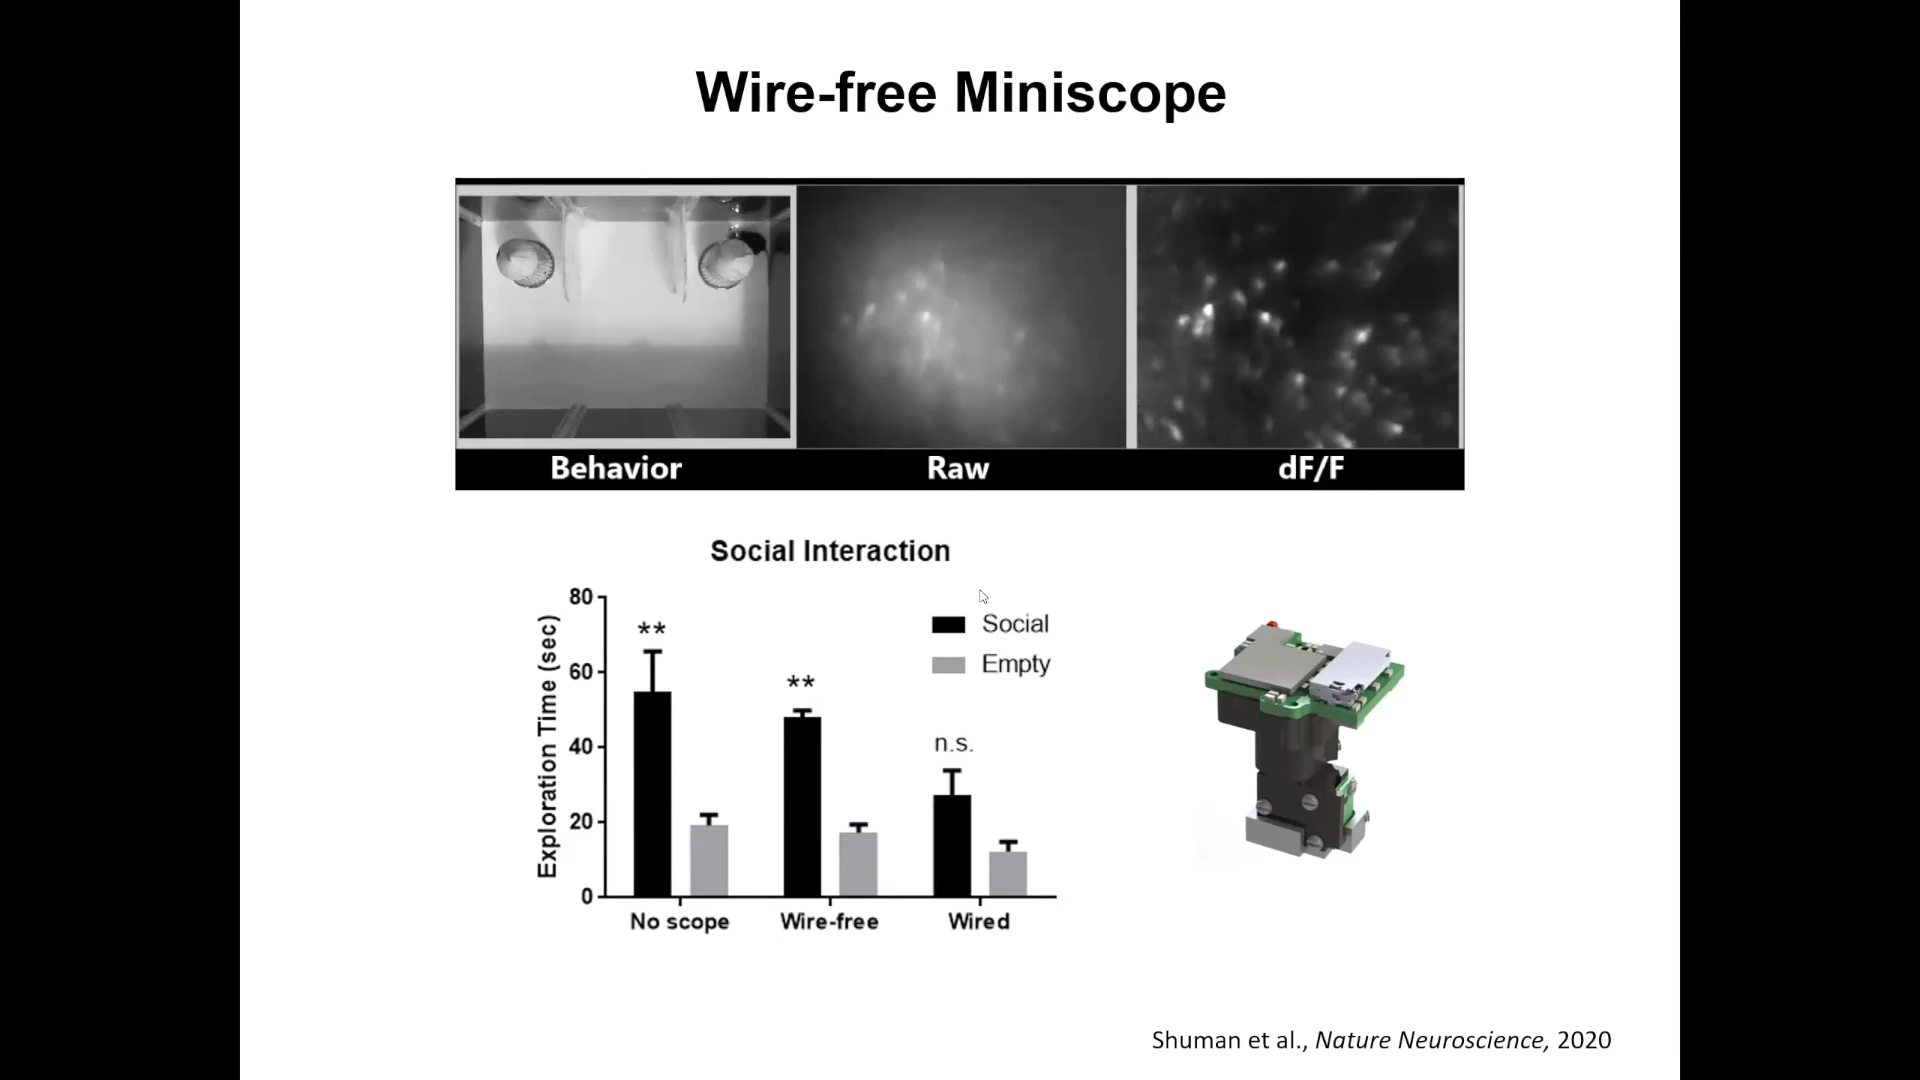 Wire-free Miniscope
Behavior
Raw
dF/F
Social Interaction
Exploration Time (sec)
80
60
40
20
0
**
**
n.s.
Social
Empty
No scope
Wire-free
Wired
Shuman et al., Nature Neuroscience, 2020